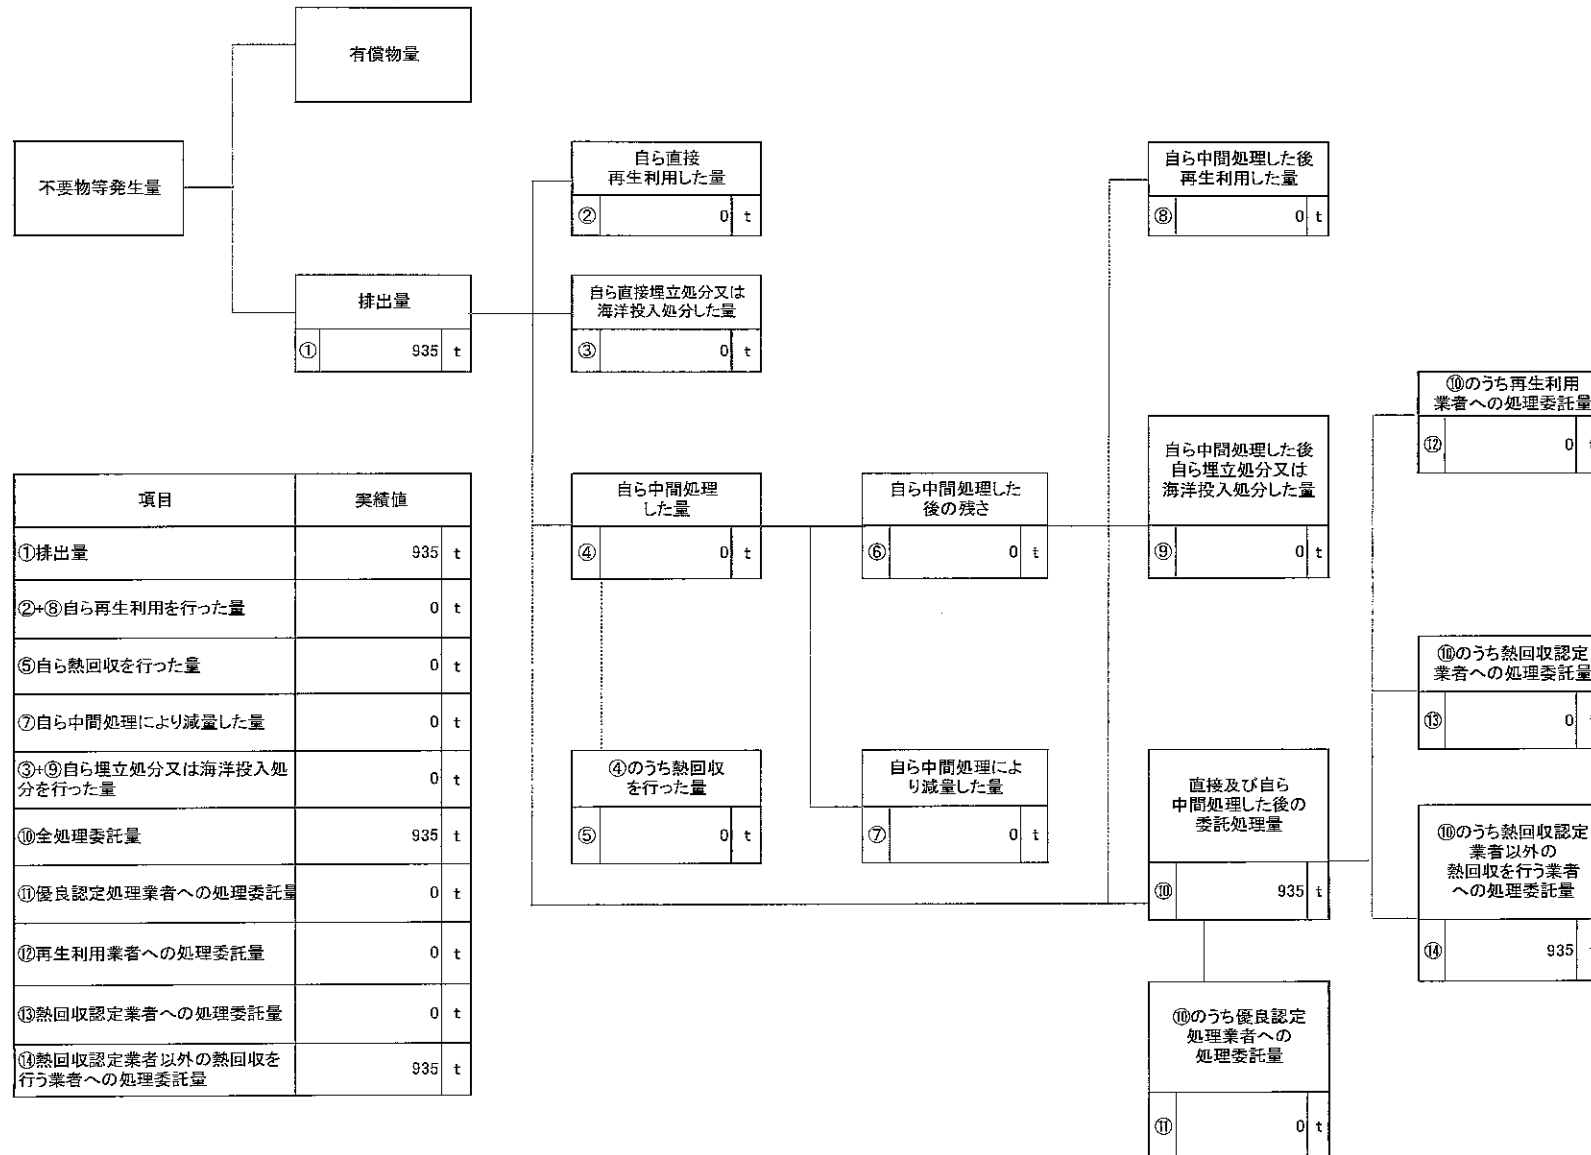 有償物量
不要物等発生量
排出量
① 935 t
自ら直接
再生利用した量
② 0 t
自ら直接埋立処分又は
海洋投入処分した量
③ 0 t
自ら中間処理
した量
④ 0 t
④のうち熱回収
を行った量
⑤ 0 t
自ら中間処理した
後の残さ
⑥ 0 t
自ら中間処理によ
り減量した量
⑦ 0 t
自ら中間処理した後
再生利用した量
⑧ 0 t
自ら中間処理した後
自ら埋立処分又は
海洋投入処分した量
⑨ 0 t
直接及び自ら
中間処理した後の
委託処理量
⑩ 935 t
⑩のうち優良認定
処理業者への
処理委託量
⑪ 0 t
⑩のうち再生利用
業者への処理委託量
⑫ 0 t
⑩のうち熱回収認定
業者への処理委託量
⑬ 0 t
⑩のうち熱回収認定
業者以外の
熱回収を行う業者
への処理委託量
⑭ 935 t
項目 実績値
①排出量 935 t
②+⑧自ら再生利用を行った量 0 t
⑤自ら熱回収を行った量 0 t
⑦自ら中間処理により減量した量 0 t
③+⑨自ら埋立処分又は海洋投入処
分を行った量 0 t
⑩全処理委託量 935 t
⑪優良認定処理業者への処理委託量 0 t
⑫再生利用業者への処理委託量 0 t
⑬熱回収認定業者への処理委託量 0 t
⑭熱回収認定業者以外の熱回収を
行う業者への処理委託量 935 t